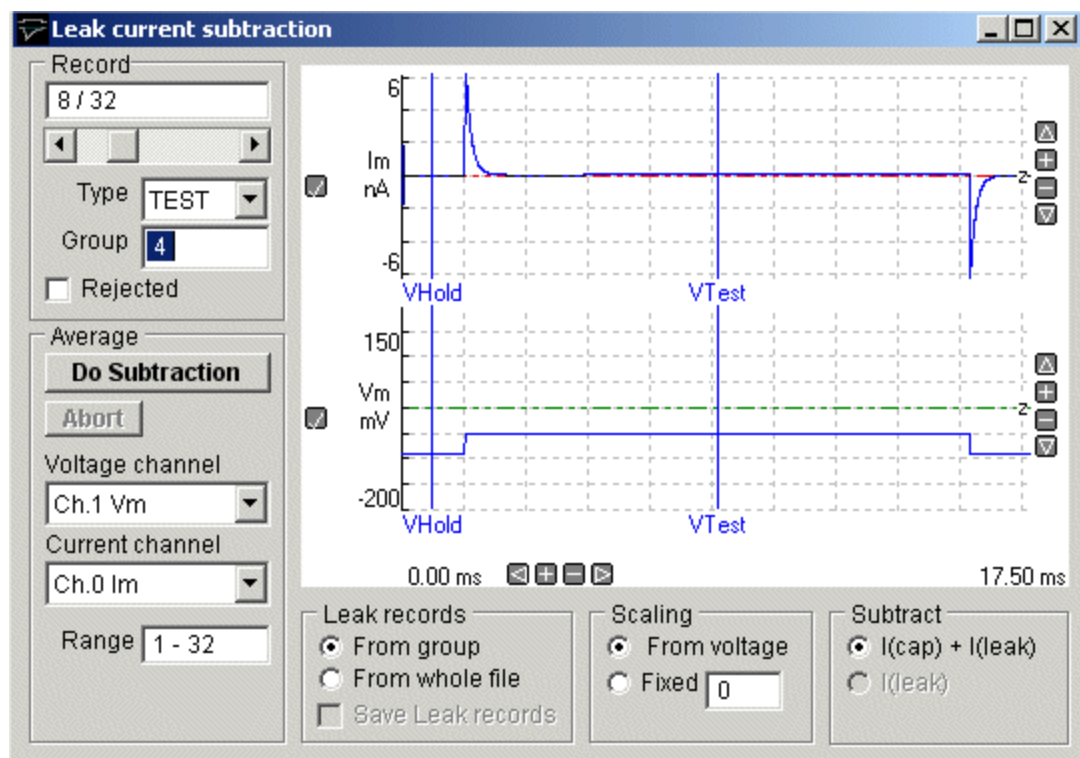 Leak current subtraction
Record
8 / 32
Type TEST
Group 4
Rejected
Average
Do Subtraction
Abort
Voltage channel
Ch.1 Vm
Current channel
Ch.0 Im
Range 1 - 32
6
Im
nA
-6
z
VHold VTest
150
Vm
mV
-200
z
VHold VTest
0.00 ms 17.50 ms
Leak records
From group
From whole file
Save Leak records
Scaling
From voltage
Fixed 0
Subtract
I(cap) + I(leak)
I(leak)